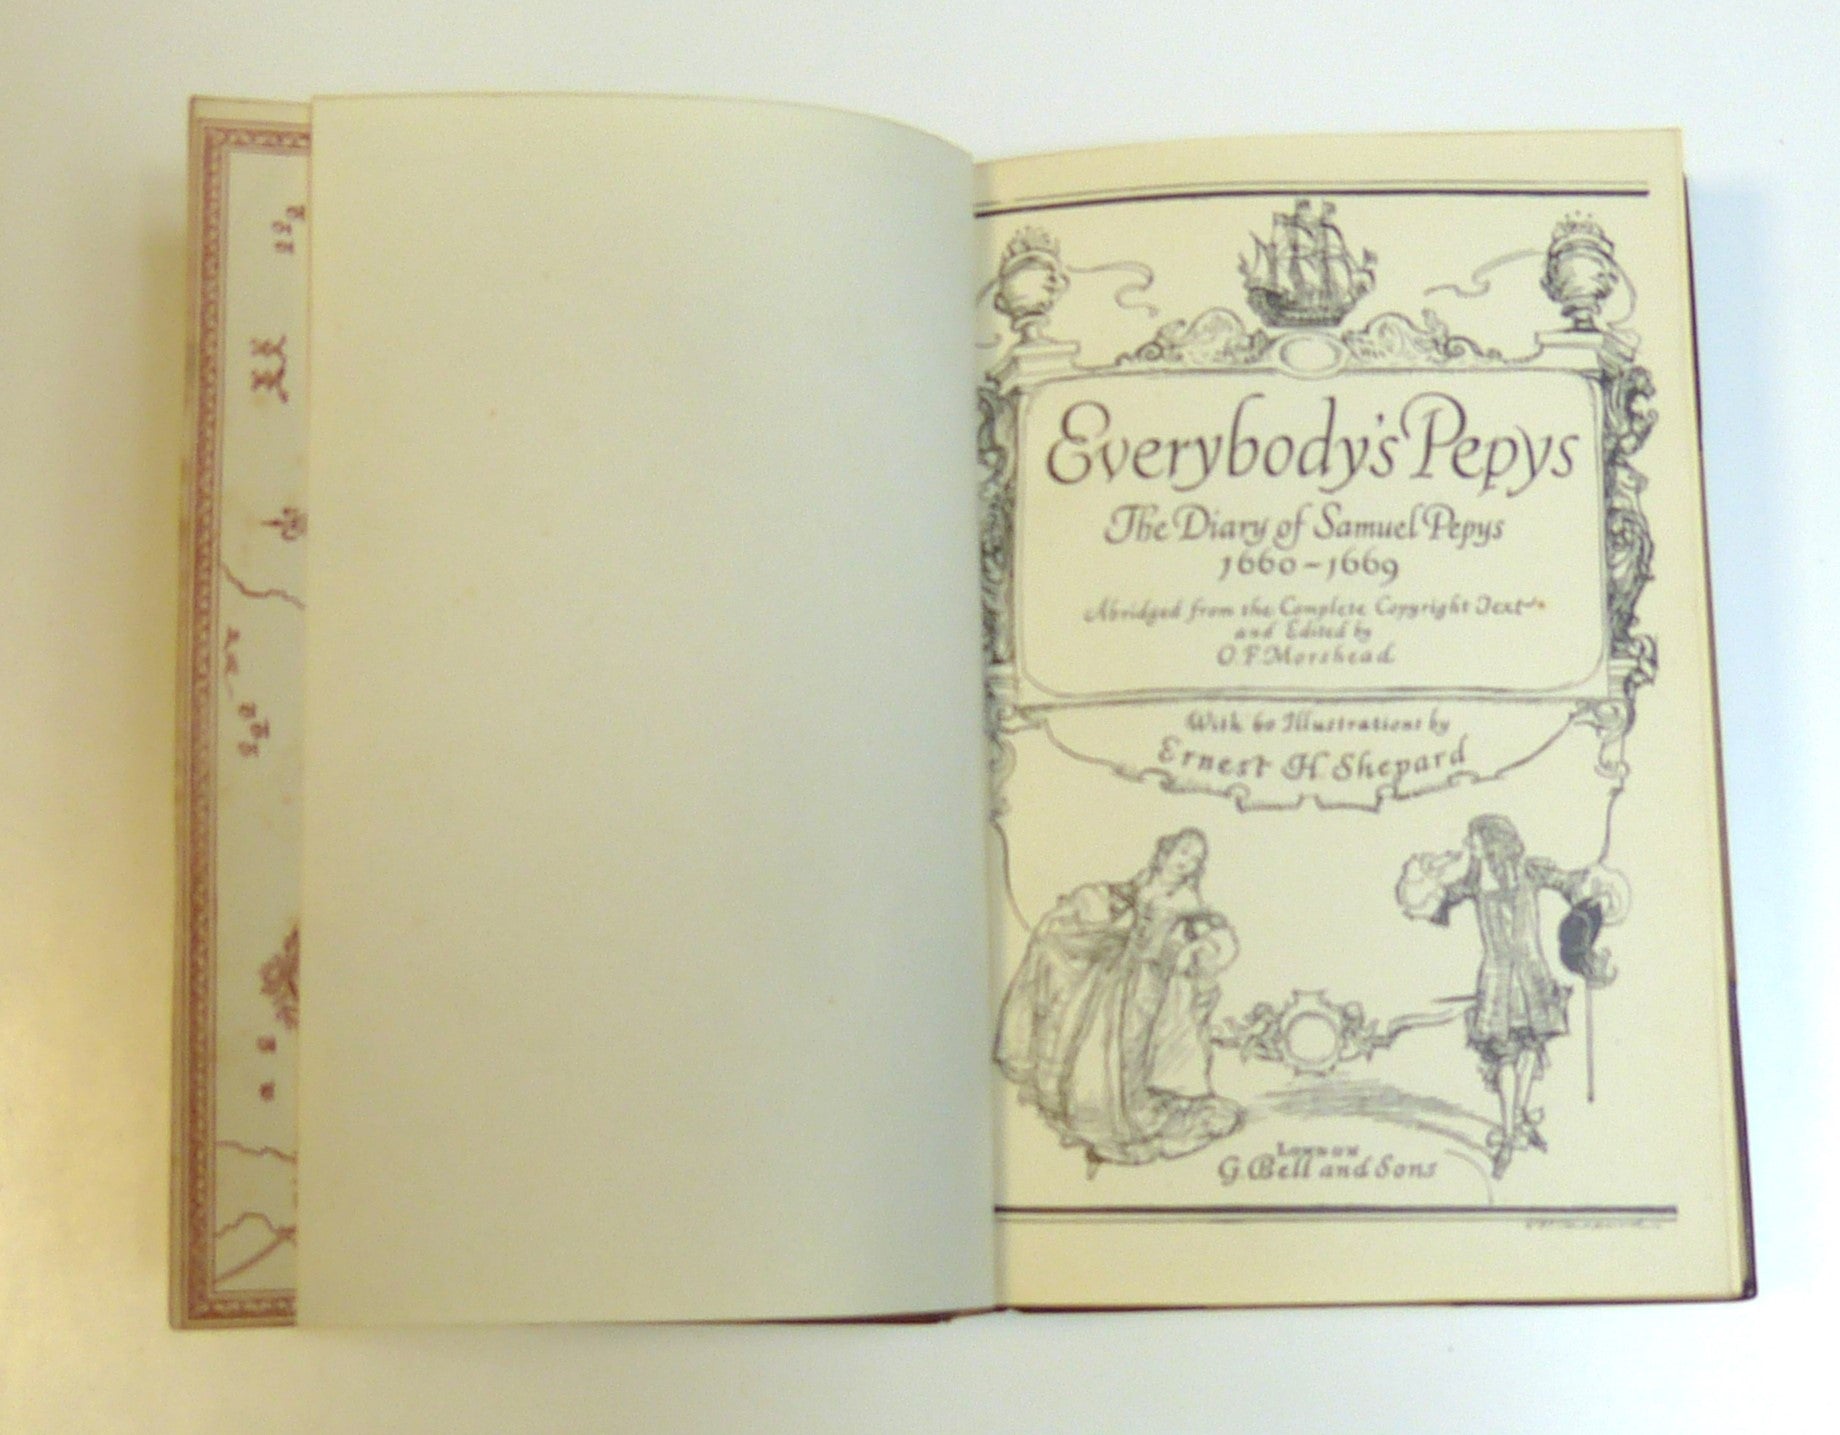 Everybody's Pepys
The Diary of Samuel Pepys
1660-1669
Abridged from the Complete Copyright Text
and Edited by
O. F. Morshead
With 60 Illustrations by
Ernest H. Shepard
London
G. Bell and Sons